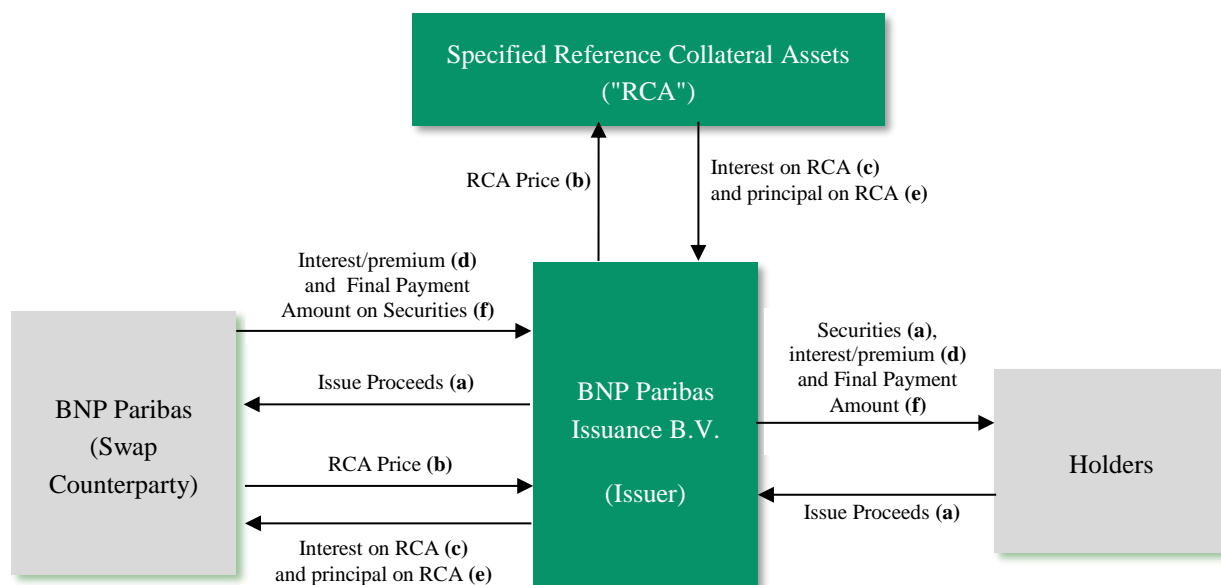 Specified Reference Collateral Assets
("RCA")
RCA Price (b)
Interest on RCA (c)
and principal on RCA (e)
Interest/premium (d)
and Final Payment
Amount on Securities (f)
Issue Proceeds (a)
RCA Price (b)
Interest on RCA (c)
and principal on RCA (e)
BNP Paribas
(Swap
Counterparty)
BNP Paribas
Issuance B.V.
(Issuer)
Securities (a),
interest/premium (d)
and Final Payment
Amount (f)
Issue Proceeds (a)
Holders